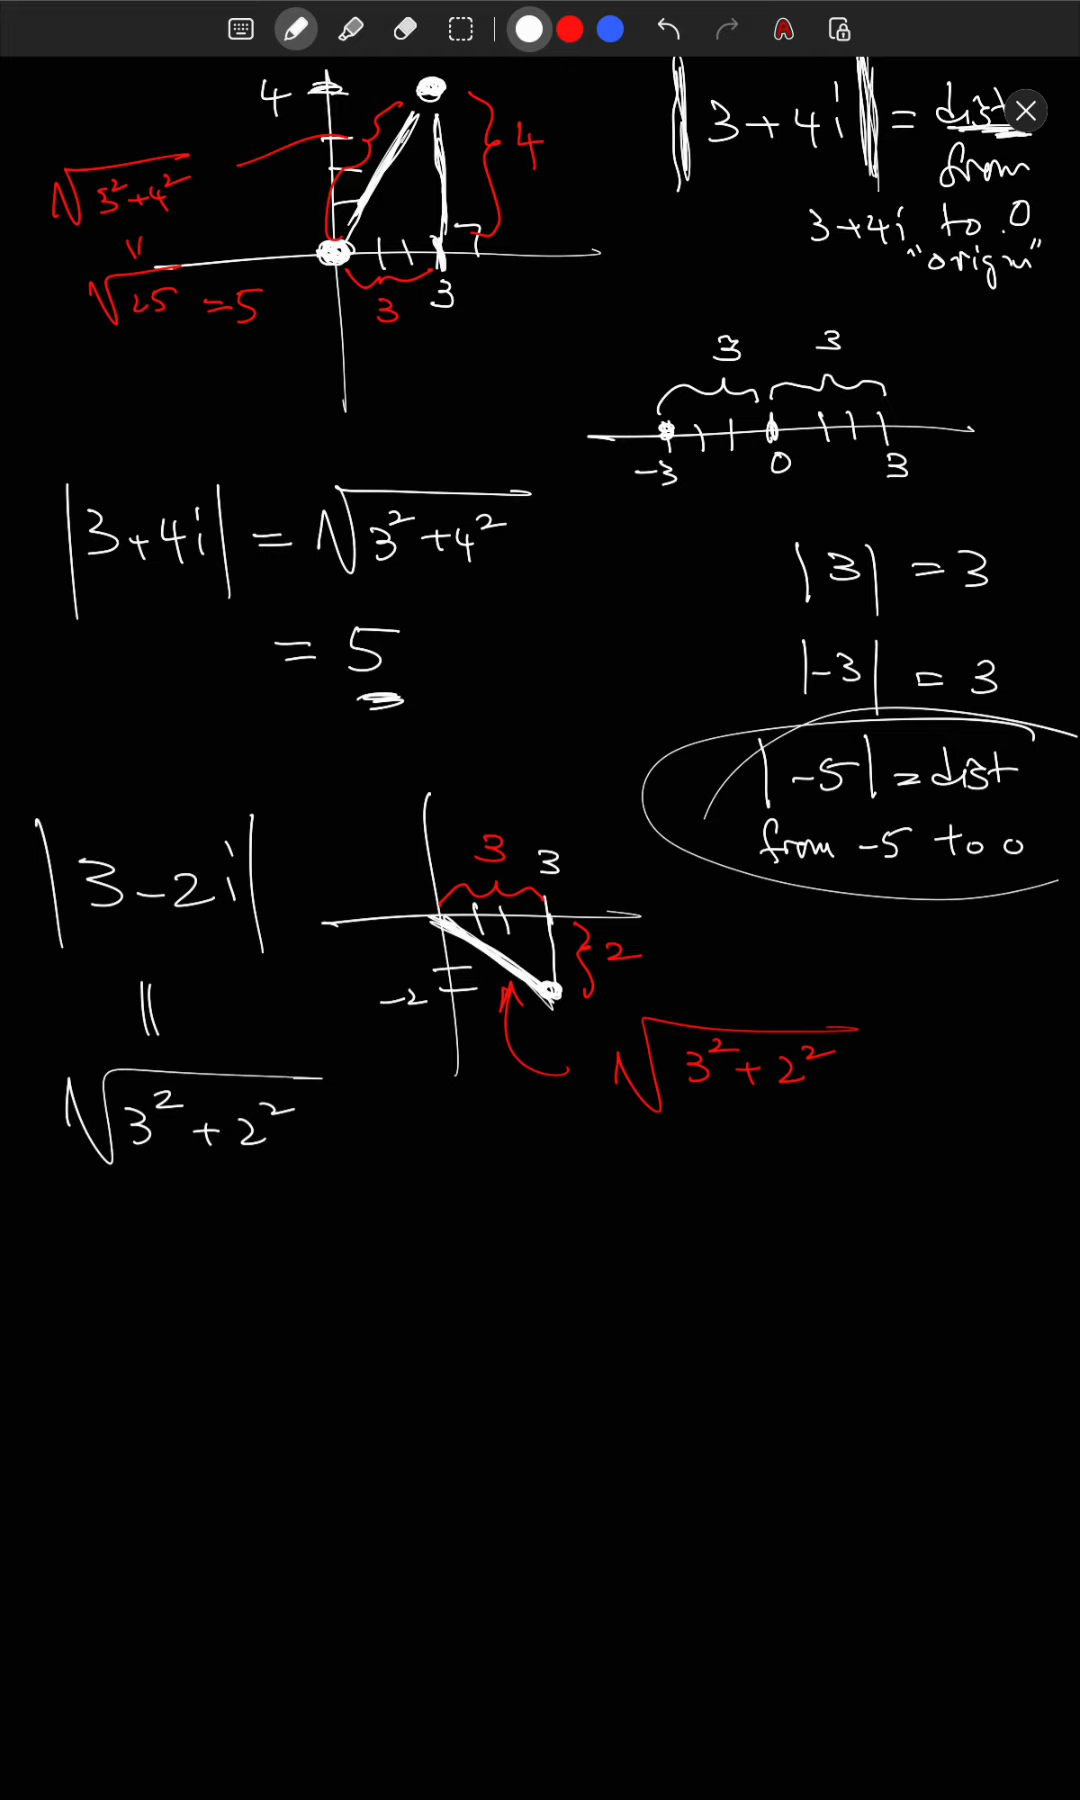 4
4
√3²+4²
||
√25 = 5
3
3
|3+4i| = dist
from
3+4i to 0
"origin"
3
3
-3
0
3
|3+4i| = √3²+4²
= 5
|3| = 3
|-3| = 3
|-5| = dist
from -5 to 0
|3-2i|
||
√3²+2²
3
3
2
-2
√3²+2²